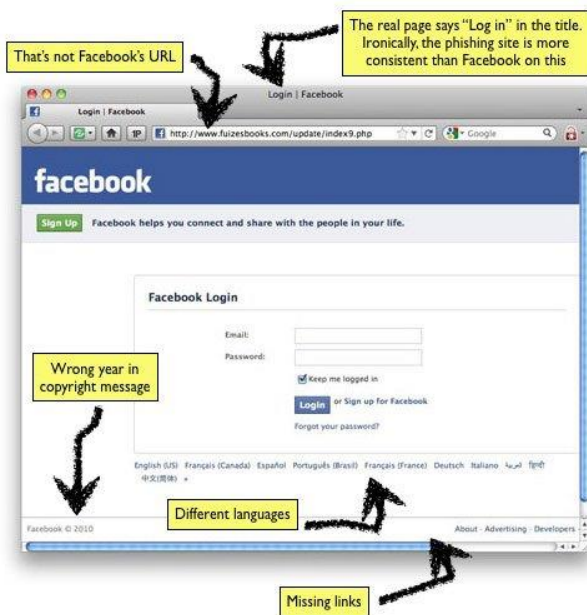 The real page says “Log in” in the title.
Ironically, the phishing site is more
consistent than Facebook on this
That's not Facebook's URL
Login | Facebook
Login | Facebook
1P
http://www.fuizesbooks.com/update/index9.php
Google
facebook
Sign Up Facebook helps you connect and share with the people in your life.
Facebook Login
Email:
Password:
Keep me logged in
Login or Sign up for Facebook
Forgot your password?
Wrong year in
copyright message
English (US) Français (Canada) Español Português (Brasil) Français (France) Deutsch Italiano العربية हिन्दी
中文(简体) »
Different languages
Facebook © 2010
About · Advertising · Developers ·
Missing links